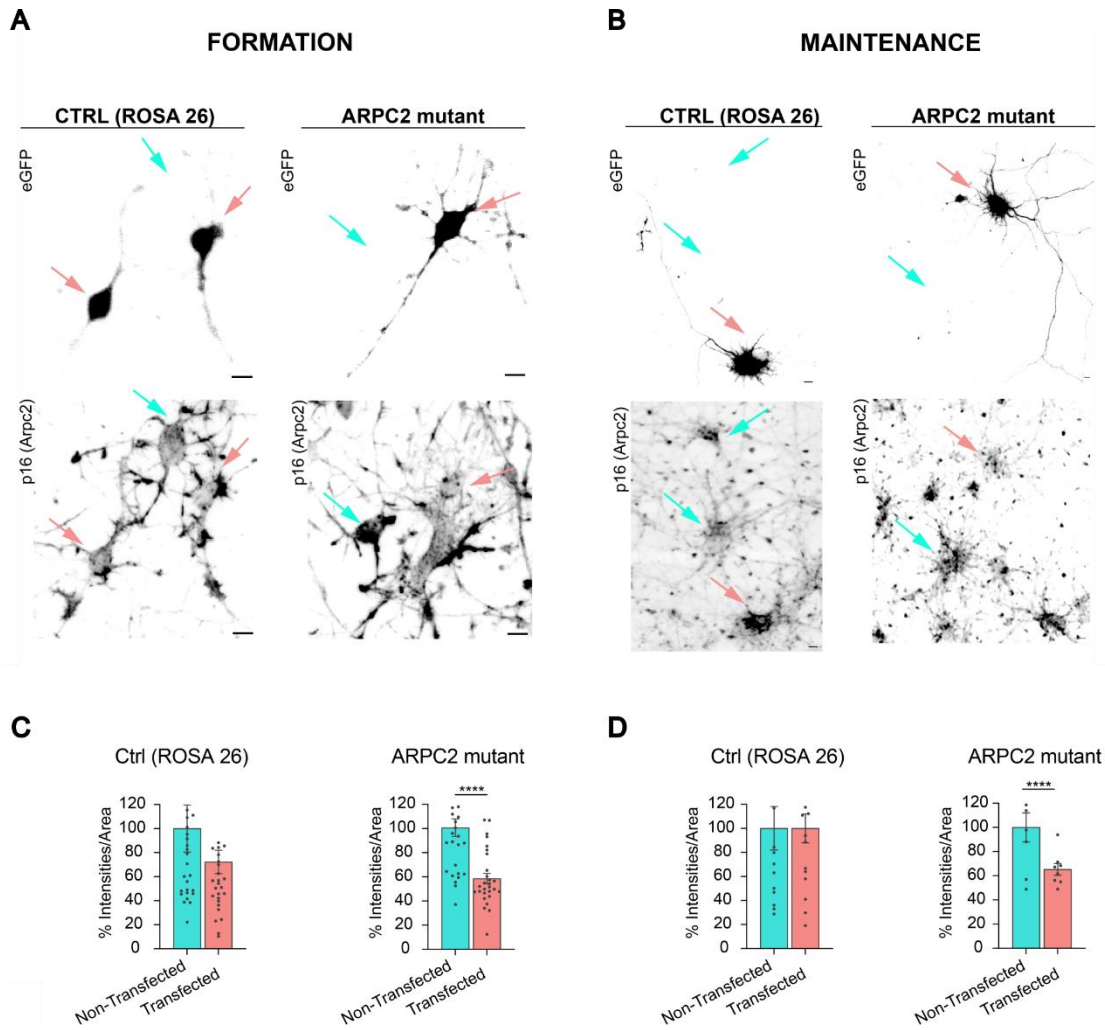 A
FORMATION
CTRL (ROSA 26)
ARPC2 mutant
eGFP
eGFP
p16 (Arpc2)
p16 (Arpc2)
B
MAINTENANCE
CTRL (ROSA 26)
ARPC2 mutant
eGFP
eGFP
p16 (Arpc2)
p16 (Arpc2)
C
Ctrl (ROSA 26)
% Intensities/Area
120
100
80
60
40
20
0
Non-Transfected
Transfected
ARPC2 mutant
****
% Intensities/Area
120
100
80
60
40
20
0
Non-Transfected
Transfected
D
Ctrl (ROSA 26)
% Intensities/Area
120
100
80
60
40
20
0
Non-Transfected
Transfected
ARPC2 mutant
****
% Intensities/Area
120
100
80
60
40
20
0
Non-Transfected
Transfected